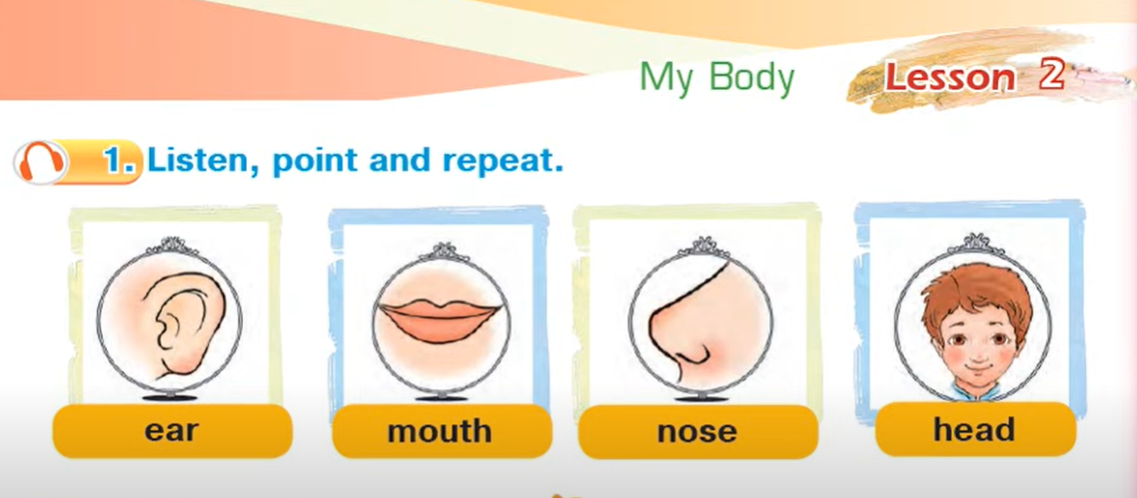 My Body
Lesson 2
1. Listen, point and repeat.
ear
mouth
nose
head